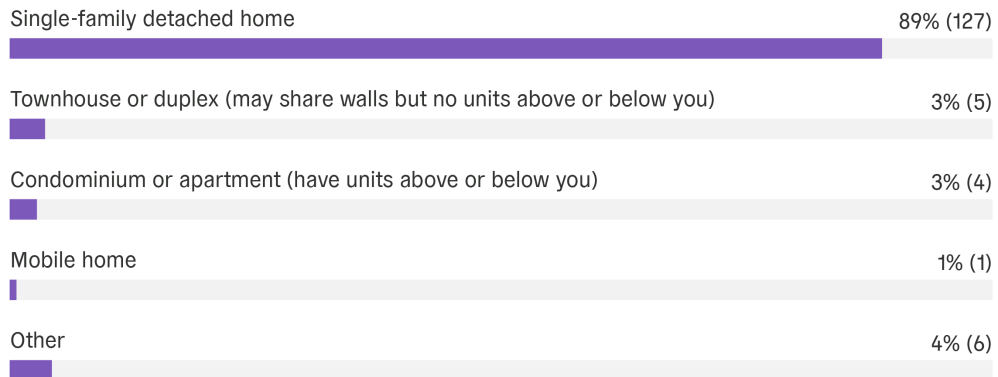 Single-family detached home 89% (127)
Townhouse or duplex (may share walls but no units above or below you) 3% (5)
Condominium or apartment (have units above or below you) 3% (4)
Mobile home 1% (1)
Other 4% (6)